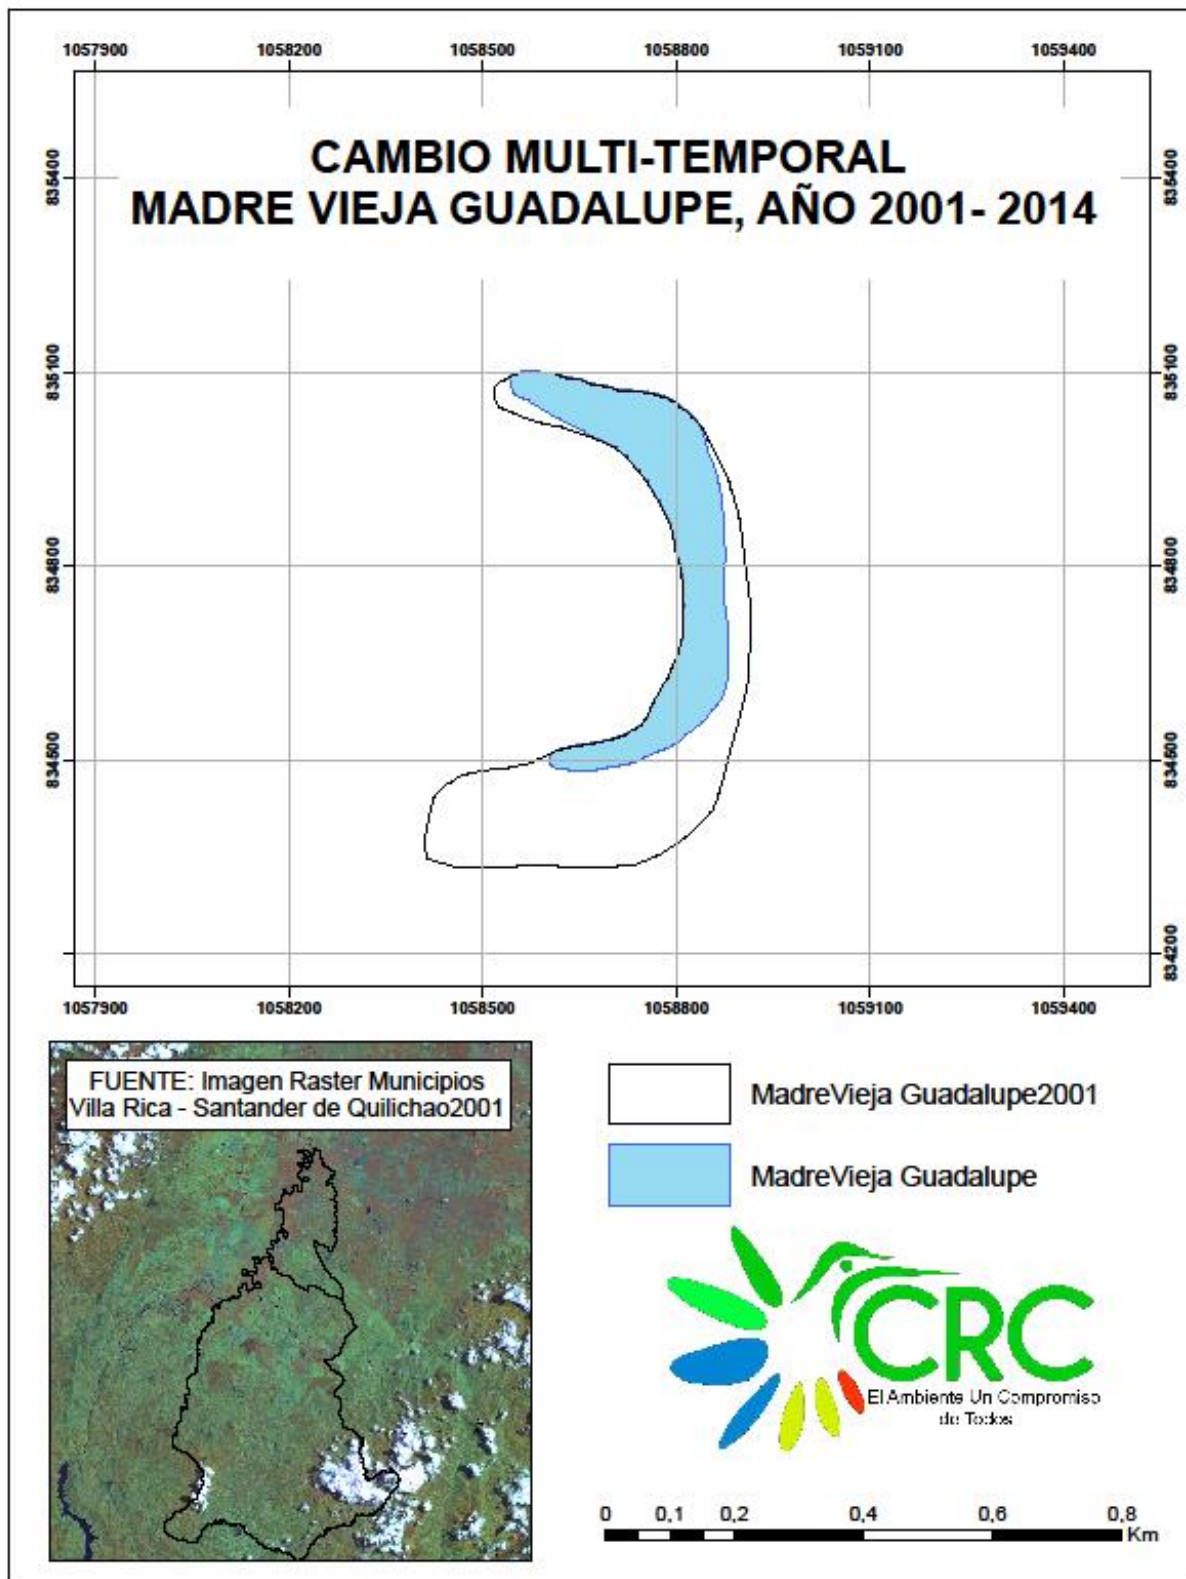 1057900 1058200 1058500 1058800 1059100 1059400
CAMBIO MULTI-TEMPORAL
MADRE VIEJA GUADALUPE, AÑO 2001- 2014
835400 835400
835100 835100
834800 834800
834500 834500
834200 834200
1057900 1058200 1058500 1058800 1059100 1059400
FUENTE: Imagen Raster Municipios
Villa Rica - Santander de Quilichao2001
MadreVieja Guadalupe2001
MadreVieja Guadalupe
CRC
El Ambiente Un Compromiso
de Todos
0 0,1 0,2 0,4 0,6 0,8
Km